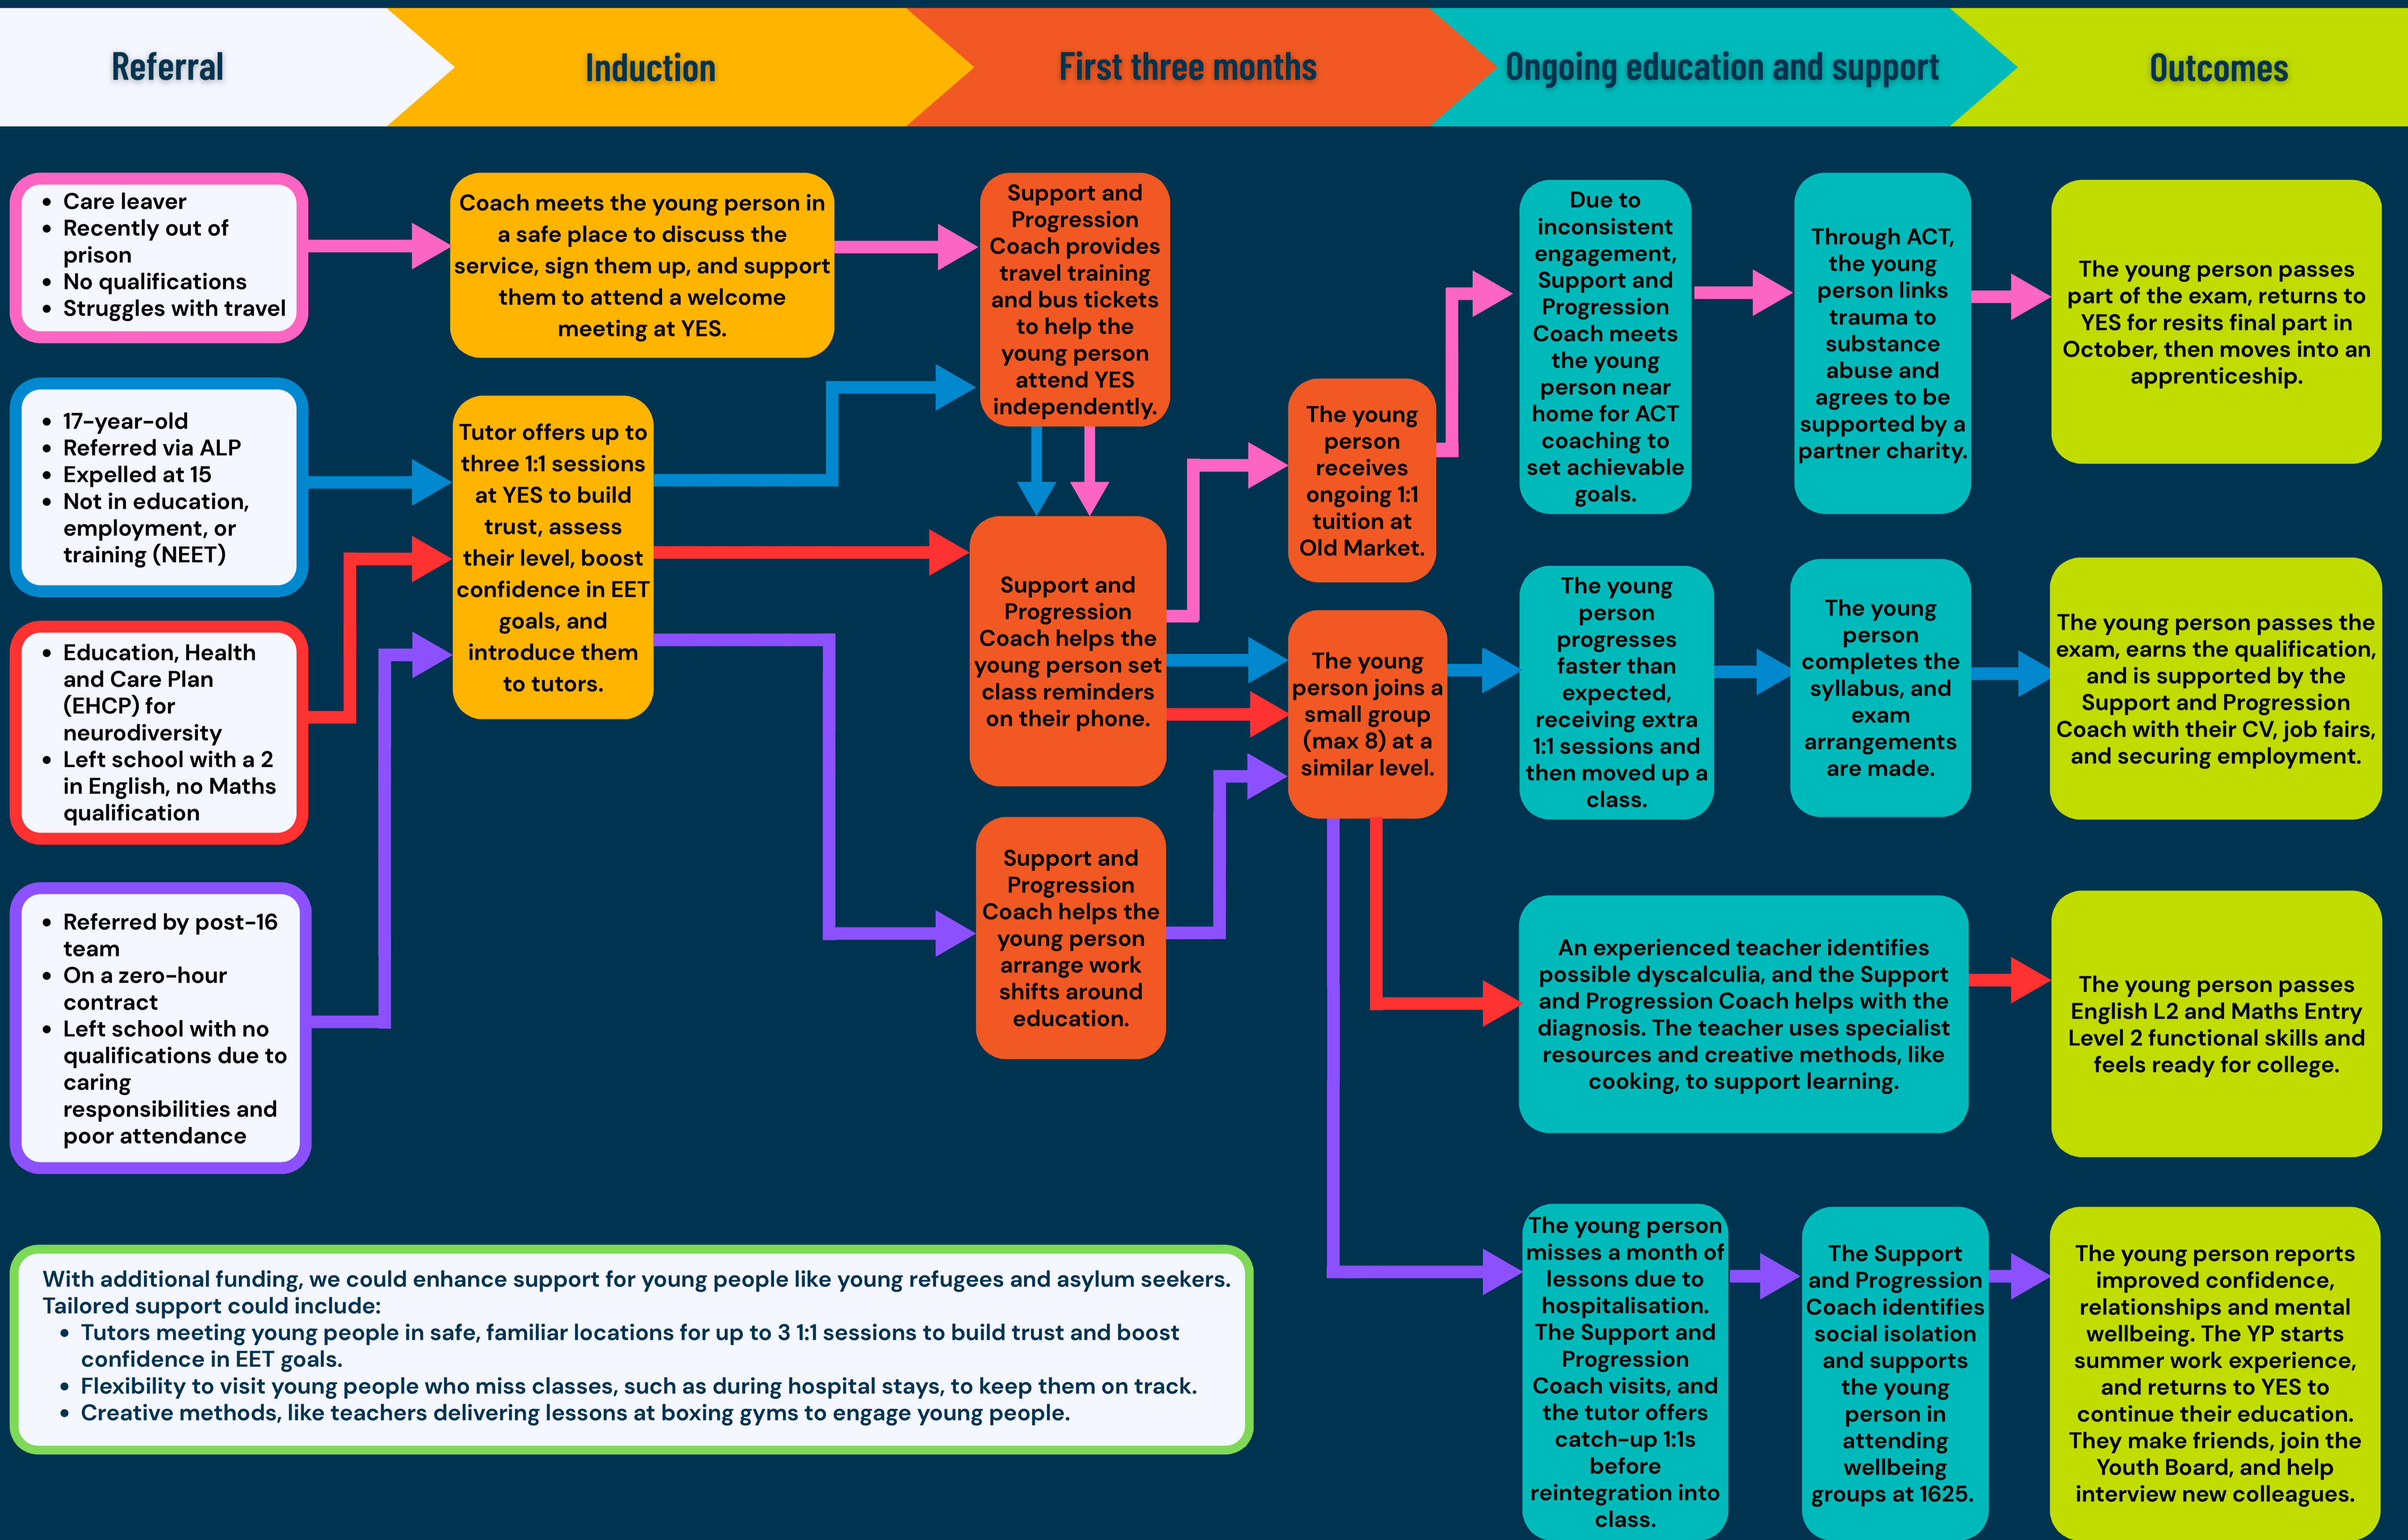 Referral
Induction
First three months
Ongoing education and support
Outcomes
• Care leaver
• Recently out of
prison
• No qualifications
• Struggles with travel
Coach meets the young person in
a safe place to discuss the
service, sign them up, and support
them to attend a welcome
meeting at YES.
Support and
Progression
Coach provides
travel training
and bus tickets
to help the
young person
attend YES
independently.
Due to
inconsistent
engagement,
Support and
Progression
Coach meets
the young
person near
home for ACT
coaching to
set achievable
goals.
Through ACT,
the young
person links
trauma to
substance
abuse and
agrees to be
supported by a
partner charity.
The young person passes
part of the exam, returns to
YES for resits final part in
October, then moves into an
apprenticeship.
• 17-year-old
• Referred via ALP
• Expelled at 15
• Not in education,
employment, or
training (NEET)
Tutor offers up to
three 1:1 sessions
at YES to build
trust, assess
their level, boost
confidence in EET
goals, and
introduce them
to tutors.
The young
person
receives
ongoing 1:1
tuition at
Old Market.
Support and
Progression
Coach helps the
young person set
class reminders
on their phone.
The young
person joins a
small group
(max 8) at a
similar level.
The young
person
progresses
faster than
expected,
receiving extra
1:1 sessions and
then moved up a
class.
The young
person
completes the
syllabus, and
exam
arrangements
are made.
The young person passes the
exam, earns the qualification,
and is supported by the
Support and Progression
Coach with their CV, job fairs,
and securing employment.
• Education, Health
and Care Plan
(EHCP) for
neurodiversity
• Left school with a 2
in English, no Maths
qualification
Support and
Progression
Coach helps the
young person
arrange work
shifts around
education.
An experienced teacher identifies
possible dyscalculia, and the Support
and Progression Coach helps with the
diagnosis. The teacher uses specialist
resources and creative methods, like
cooking, to support learning.
The young person passes
English L2 and Maths Entry
Level 2 functional skills and
feels ready for college.
• Referred by post-16
team
• On a zero-hour
contract
• Left school with no
qualifications due to
caring
responsibilities and
poor attendance
The young person
misses a month of
lessons due to
hospitalisation.
The Support and
Progression
Coach visits, and
the tutor offers
catch-up 1:1s
before
reintegration into
class.
The Support
and Progression
Coach identifies
social isolation
and supports
the young
person in
attending
wellbeing
groups at 1625.
The young person reports
improved confidence,
relationships and mental
wellbeing. The YP starts
summer work experience,
and returns to YES to
continue their education.
They make friends, join the
Youth Board, and help
interview new colleagues.
With additional funding, we could enhance support for young people like young refugees and asylum seekers.
Tailored support could include:
• Tutors meeting young people in safe, familiar locations for up to 3 1:1 sessions to build trust and boost
confidence in EET goals.
• Flexibility to visit young people who miss classes, such as during hospital stays, to keep them on track.
• Creative methods, like teachers delivering lessons at boxing gyms to engage young people.